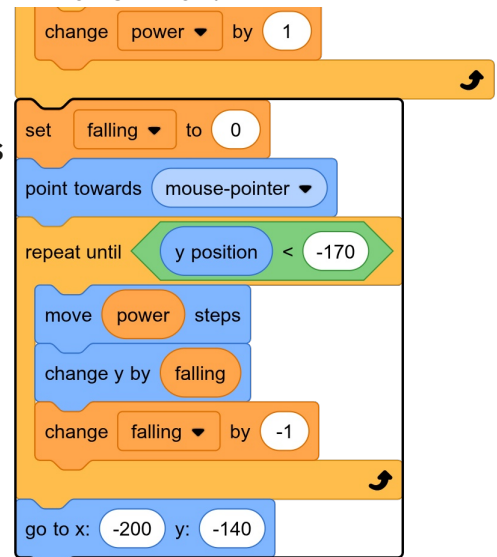 change power by 1
set falling to 0
s
point towards mouse-pointer
repeat until y position < -170
move power steps
change y by falling
change falling by -1
go to x: -200 y: -140